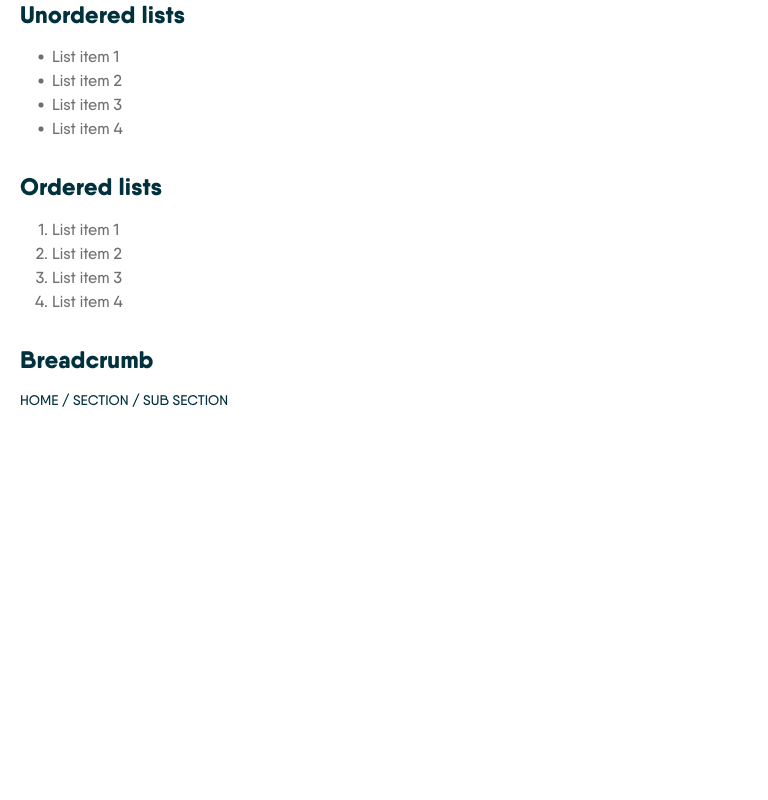 Unordered lists
• List item 1
• List item 2
• List item 3
• List item 4
Ordered lists
1. List item 1
2. List item 2
3. List item 3
4. List item 4
Breadcrumb
HOME / SECTION / SUB SECTION